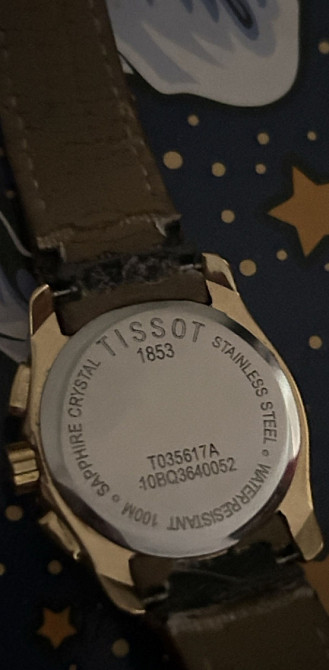 TISSOT
1853
STAINLESS STEEL • WATERRESISTANT 100M • SAPPHIRE CRYSTAL
T035617A
10BQ3640052